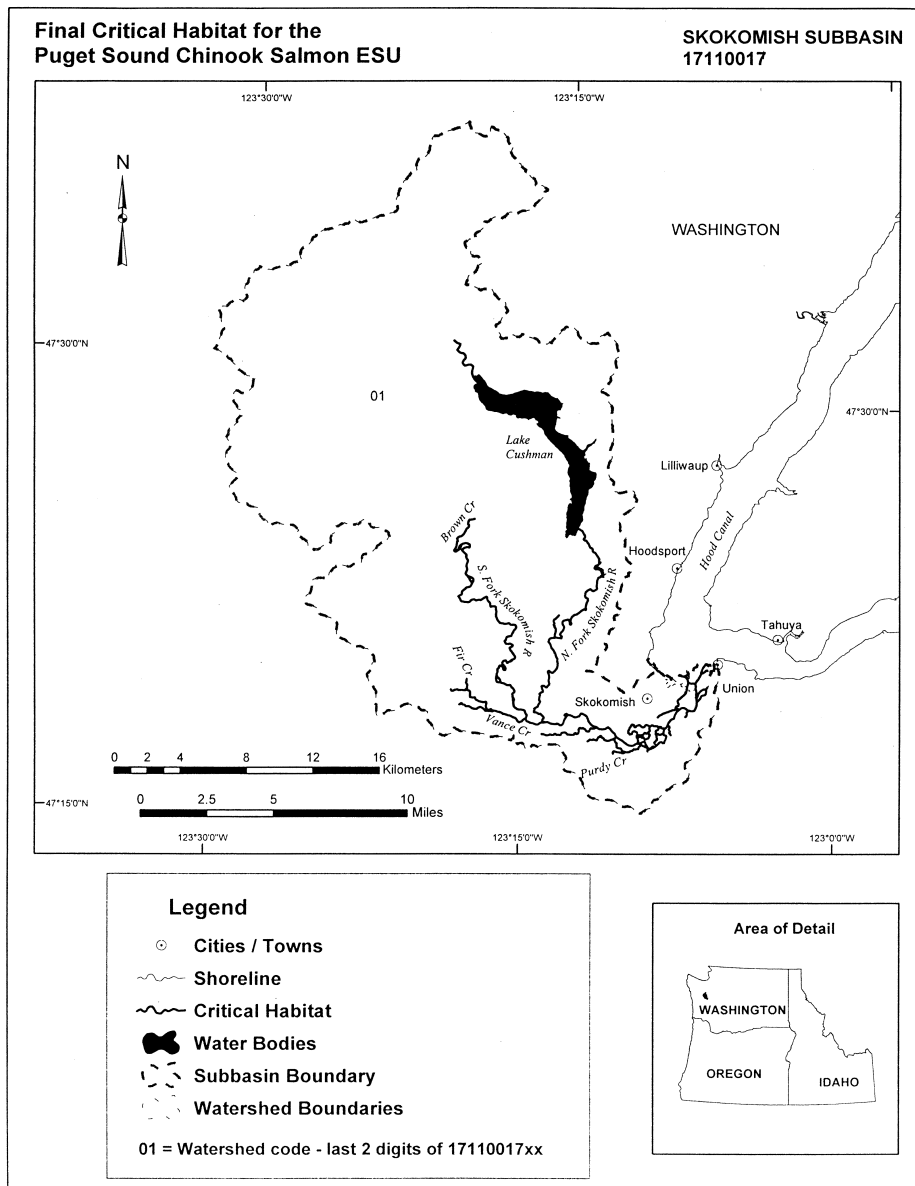 Final Critical Habitat for the
Puget Sound Chinook Salmon ESU
SKOKOMISH SUBBASIN
17110017
123°30'0"W
123°15'0"W
N
WASHINGTON
47°30'0"N
47°30'0"N
01
Lake
Cushman
Lilliwaup
Hood Canal
Brown Cr
Hoodsport
S. Fork Skokomish R
N. Fork Skokomish R
Tahuya
Fir Cr
Skokomish
Union
Vance Cr
Purdy Cr
0 2 4 8 12 16
Kilometers
0 2.5 5 10
Miles
47°15'0"N
123°30'0"W
123°15'0"W
123°0'0"W
Legend
Cities / Towns
Shoreline
Critical Habitat
Water Bodies
Subbasin Boundary
Watershed Boundaries
01 = Watershed code - last 2 digits of 17110017xx
Area of Detail
WASHINGTON
OREGON
IDAHO